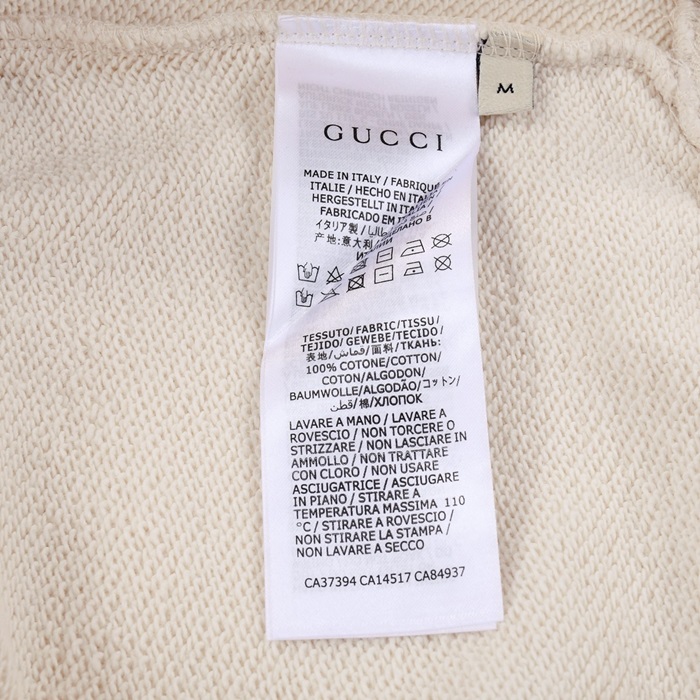 M
GUCCI
MADE IN ITALY / FABRIQUÉ EN
ITALIE / HECHO EN ITALIA
HERGESTELLT IN ITALIA /
FABRICADO EM
イタリア製 /
产地:意大利/
TESSUTO/FABRIC/TISSU/
TEJIDO/GEWEBE/TECIDO/
表地/قماش/面料/ТКАНЬ:
100% COTONE/COTTON/
COTON/ALGODON/
BAUMWOLLE/ALGODÃO/コットン/
قطن/棉/ХЛОПОК
LAVARE A MANO / LAVARE A
ROVESCIO / NON TORCERE O
STRIZZARE / NON LASCIARE IN
AMMOLLO / NON TRATTARE
CON CLORO / NON USARE
ASCIUGATRICE / ASCIUGARE
IN PIANO / STIRARE A
TEMPERATURA MASSIMA 110
°C / STIRARE A ROVESCIO /
NON STIRARE LA STAMPA /
NON LAVARE A SECCO
CA37394 CA14517 CA84937